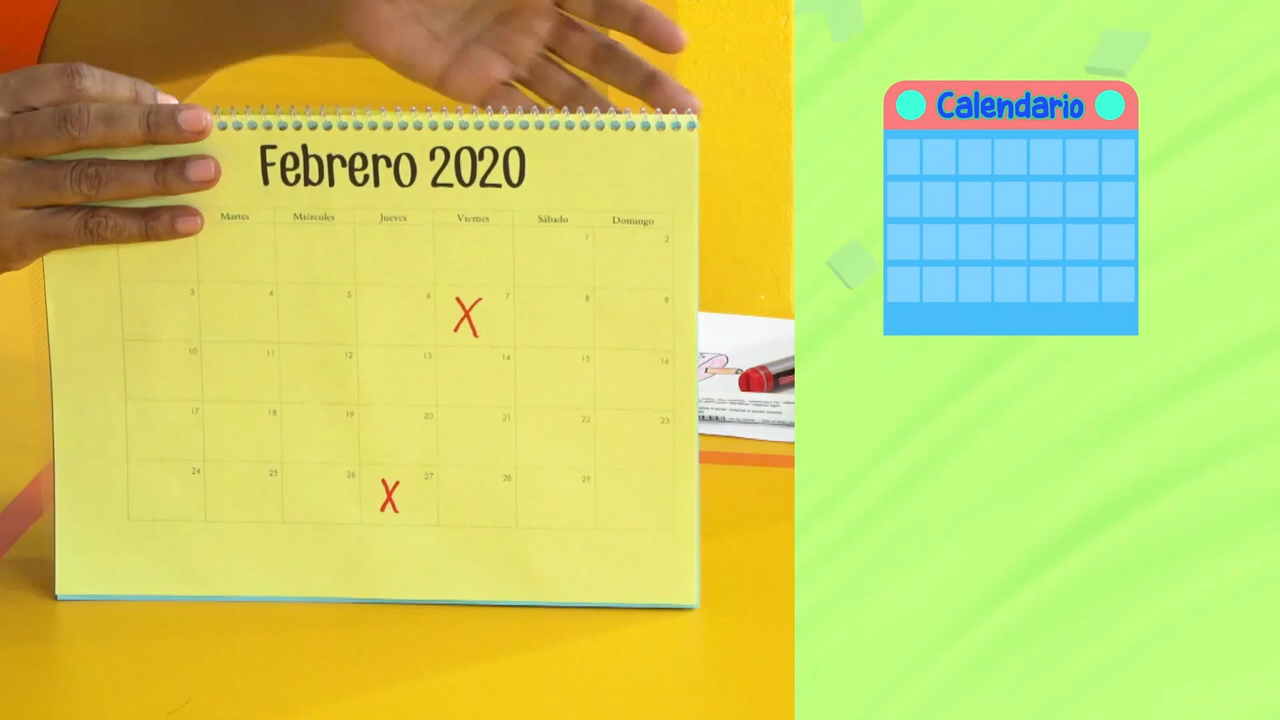 Febrero 2020
Martes Miércoles Jueves Viernes Sábado Domingo
1 2
3 4 5 6 X 7 8 9
10 11 12 13 14 15 16
17 18 19 20 21 22 23
24 25 26 X 27 28 29
Calendario